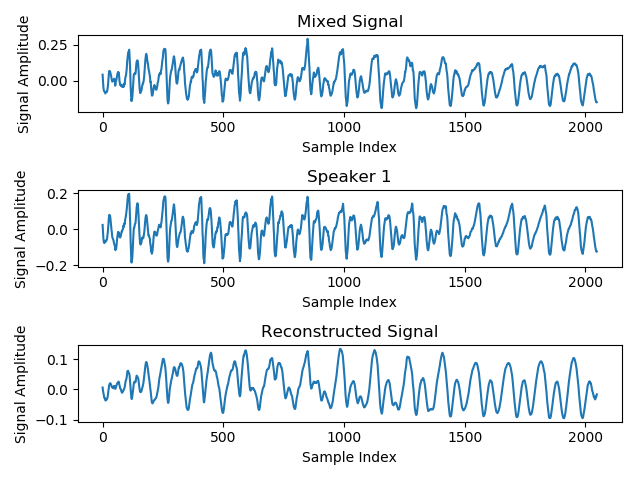 Mixed Signal
Signal Amplitude
0.25
0.00
0
500
1000
1500
2000
Sample Index
Speaker 1
Signal Amplitude
0.2
0.0
−0.2
0
500
1000
1500
2000
Sample Index
Reconstructed Signal
Signal Amplitude
0.1
0.0
−0.1
0
500
1000
1500
2000
Sample Index